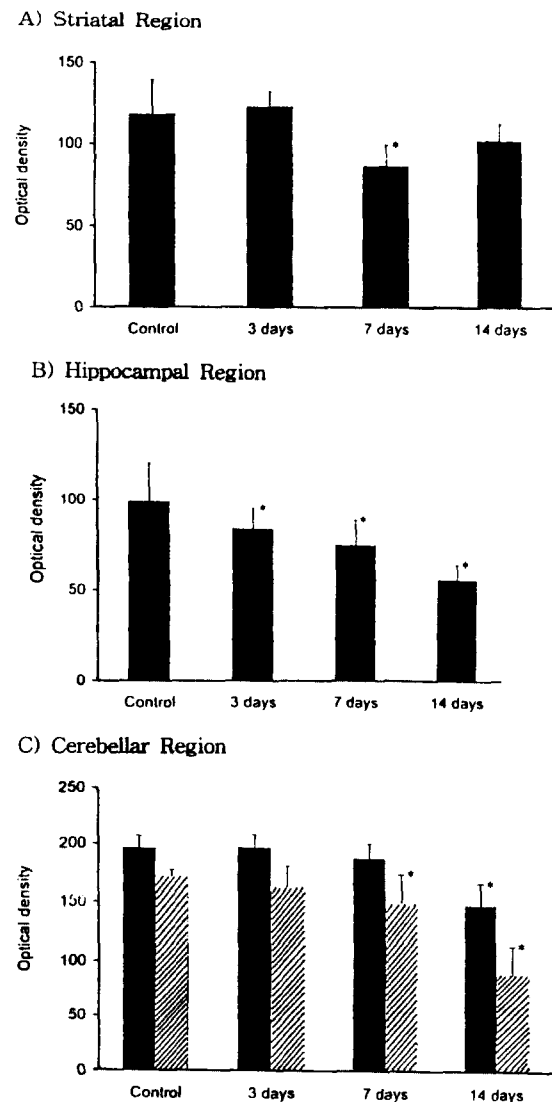 A) Striatal Region
150
100
50
0
Optical density
*
Control 3 days 7 days 14 days
B) Hippocampal Region
150
100
50
0
Optical density
* * *
Control 3 days 7 days 14 days
C) Cerebellar Region
250
200
150
100
50
0
Optical density
* * *
Control 3 days 7 days 14 days